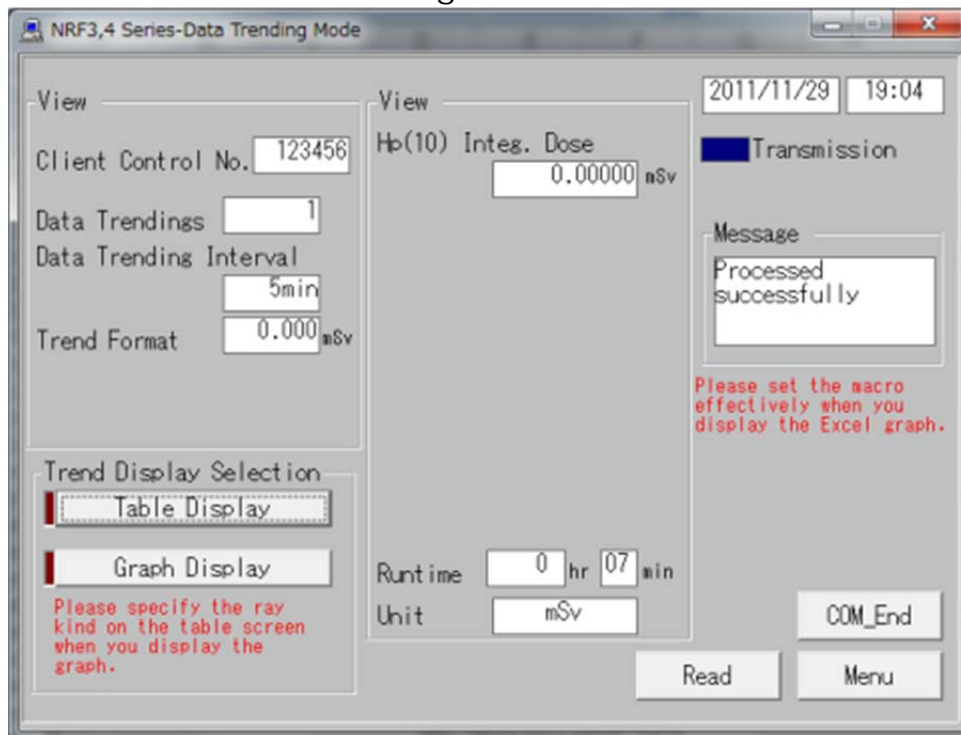 NRF3,4 Series-Data Trending Mode
View
Client Control No. 123456
Data Trendings 1
Data Trending Interval
5min
Trend Format 0.000 mSv
Trend Display Selection
Table Display
Graph Display
Please specify the ray
kind on the table screen
when you display the
graph.
View
Hp(10) Integ. Dose
0.00000 mSv
Runtime 0 hr 07 min
Unit mSv
2011/11/29 19:04
Transmission
Message
Processed
successfully
Please set the macro
effectively when you
display the Excel graph.
COM_End
Read Menu